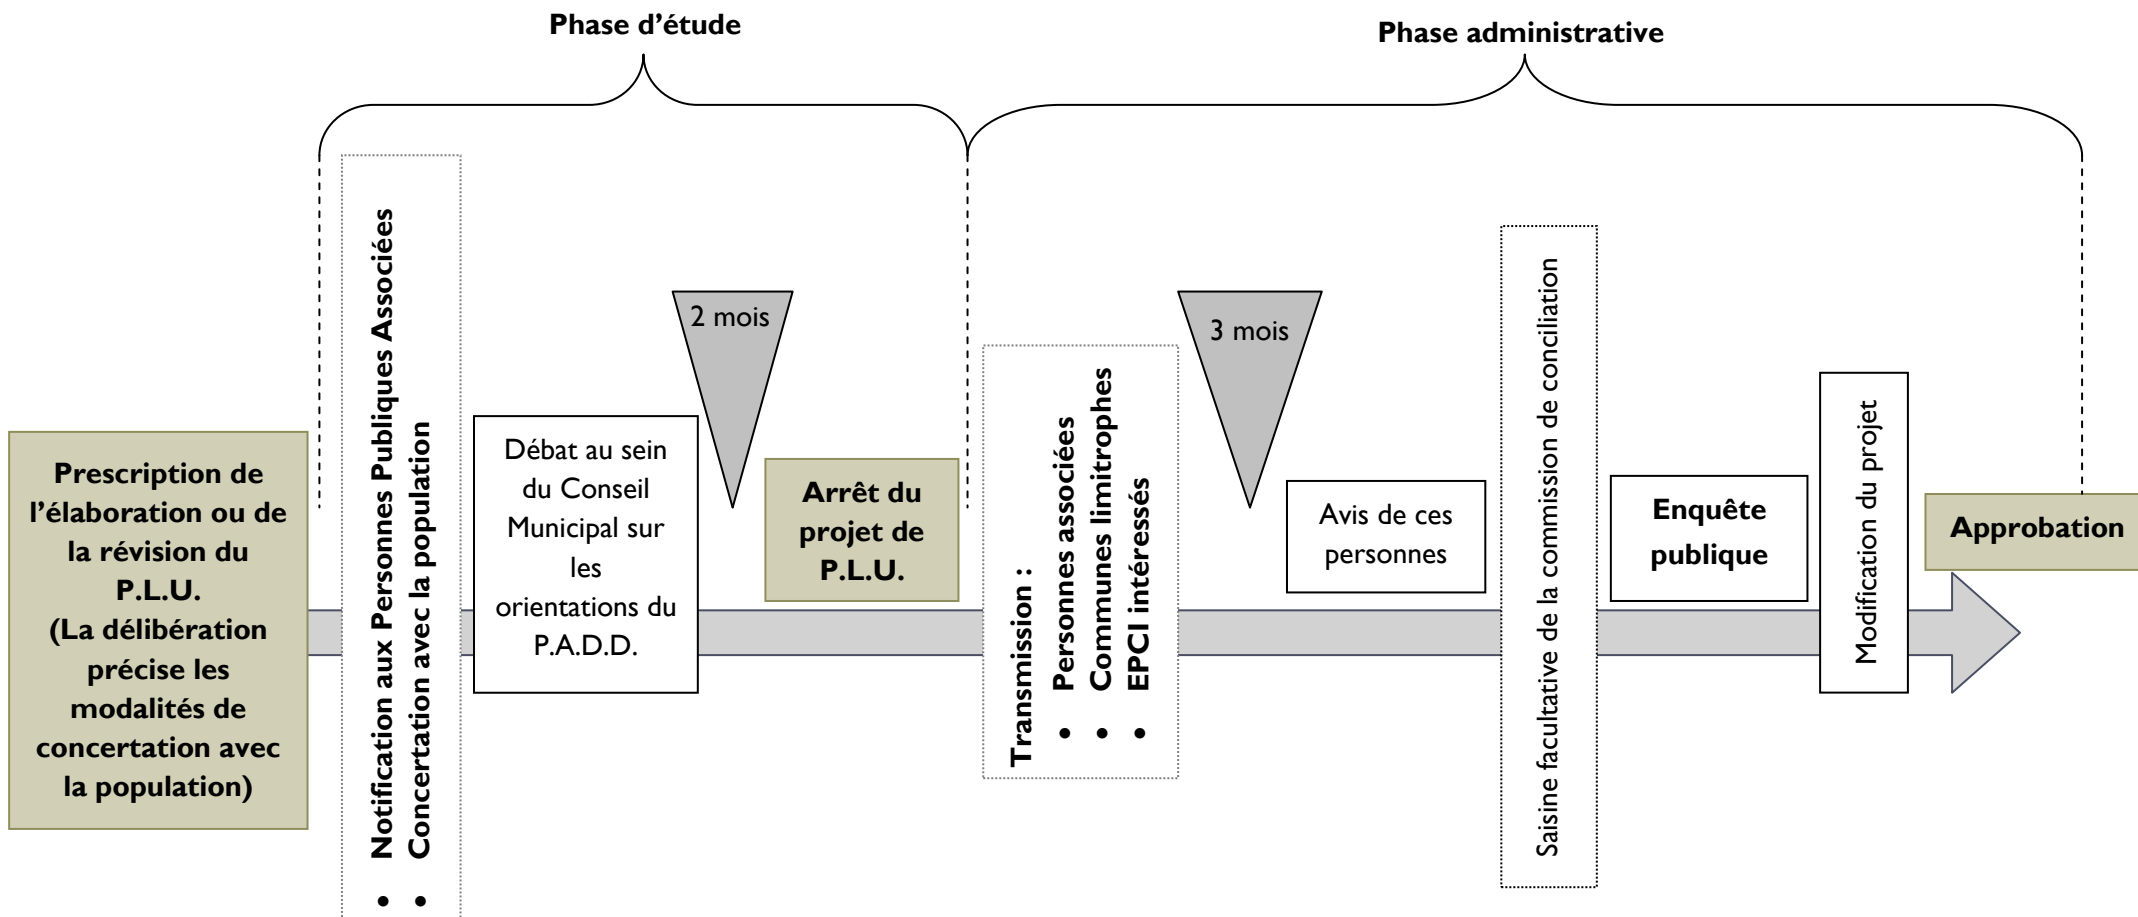 Phase d'étude
Phase administrative
Prescription de
l'élaboration ou de
la révision du
P.L.U.
(La délibération
précise les
modalités de
concertation avec
la population)
• Notification aux Personnes Publiques Associées
• Concertation avec la population
Débat au sein
du Conseil
Municipal sur
les
orientations du
P.A.D.D.
2 mois
Arrêt du
projet de
P.L.U.
Transmission :
• Personnes associées
• Communes limitrophes
• EPCI intéressés
3 mois
Avis de ces
personnes
Saisine facultative de la commission de conciliation
Enquête
publique
Modification du projet
Approbation